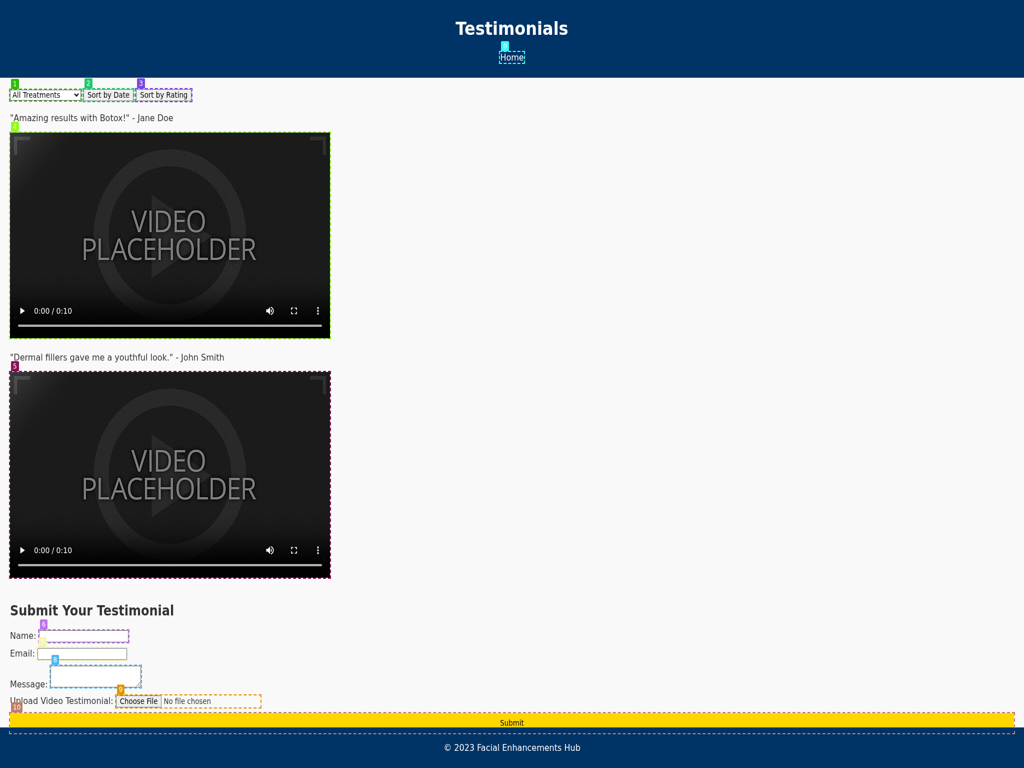 Testimonials
0
Home
1 2 3
All Treatments Sort by Date Sort by Rating
"Amazing results with Botox!" - Jane Doe
4
VIDEO
PLACEHOLDER
0:00 / 0:10
"Dermal fillers gave me a youthful look." - John Smith
5
VIDEO
PLACEHOLDER
0:00 / 0:10
Submit Your Testimonial
6
Name:
7
Email:
8
Message:
9
Upload Video Testimonial: Choose File No file chosen
10
Submit
© 2023 Facial Enhancements Hub